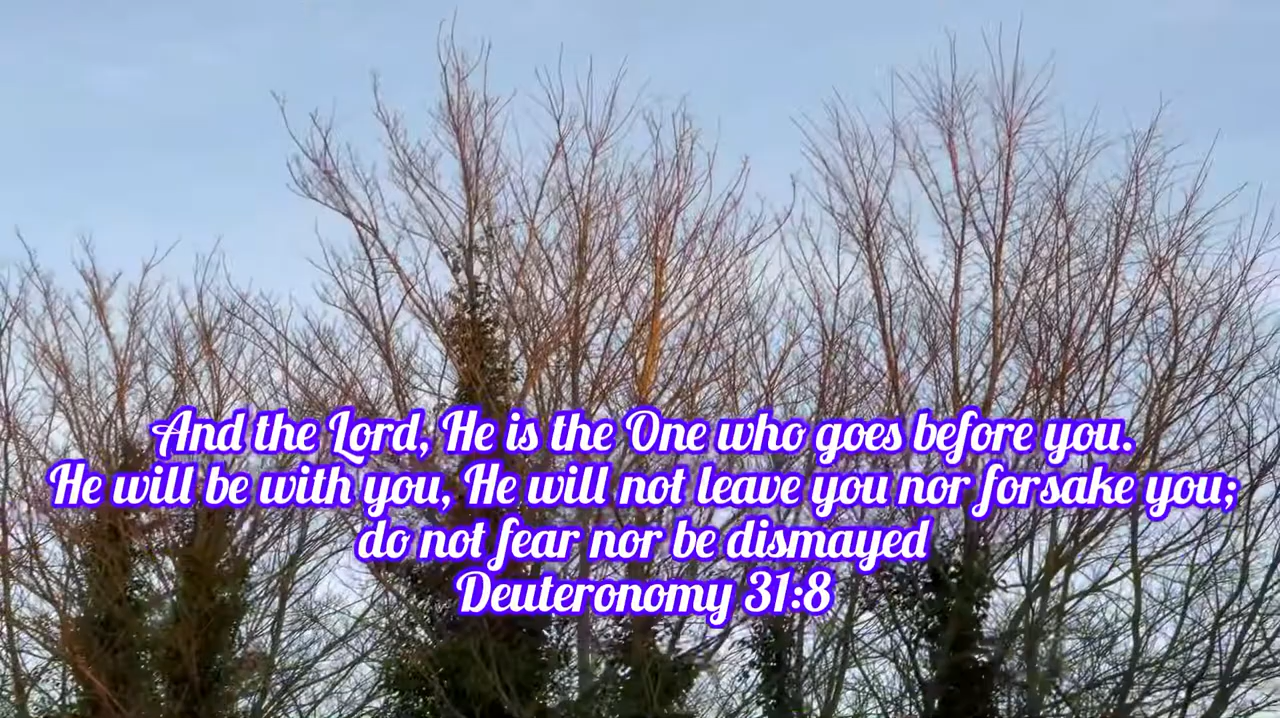 And the Lord, He is the One who goes before you.
He will be with you, He will not leave you nor forsake you;
do not fear nor be dismayed
Deuteronomy 31:8